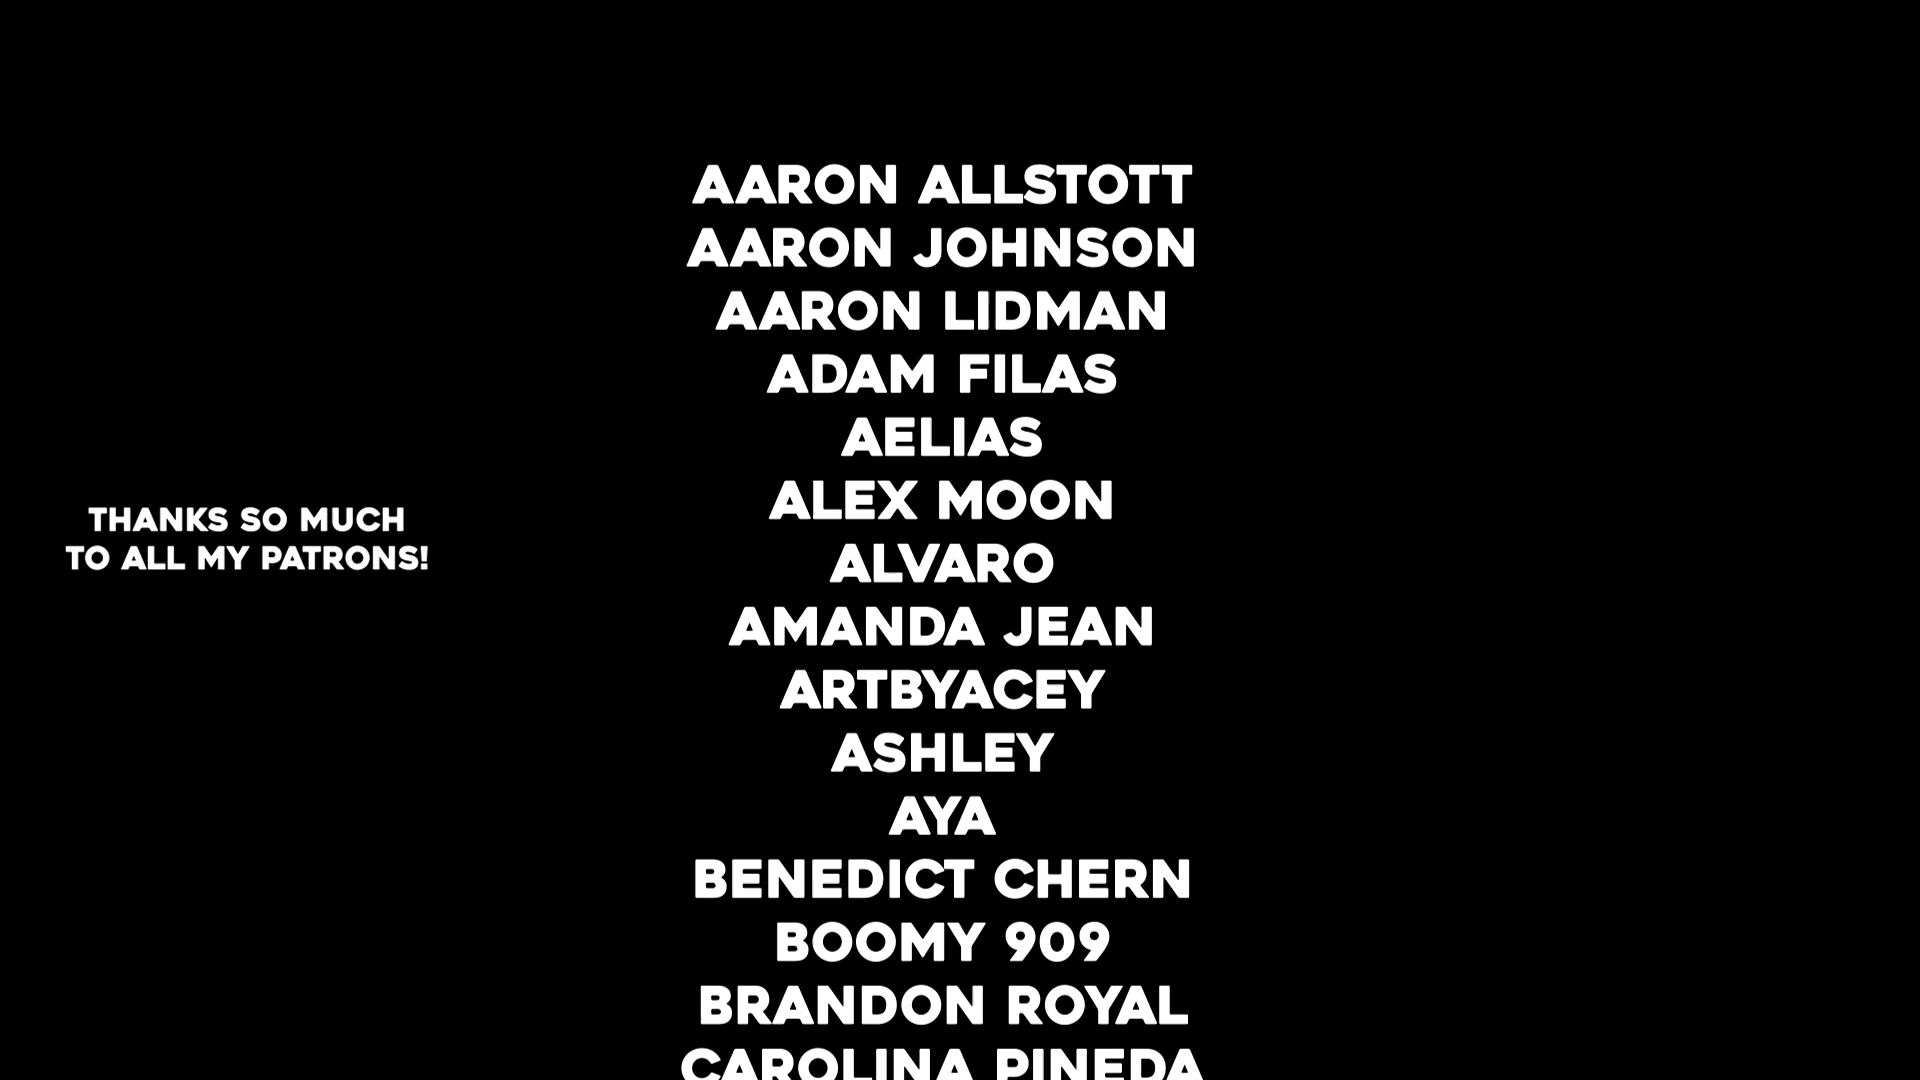 THANKS SO MUCH
TO ALL MY PATRONS!
AARON ALLSTOTT
AARON JOHNSON
AARON LIDMAN
ADAM FILAS
AELIAS
ALEX MOON
ALVARO
AMANDA JEAN
ARTBYACEY
ASHLEY
AYA
BENEDICT CHERN
BOOMY 909
BRANDON ROYAL
CAROLINA PINEDA